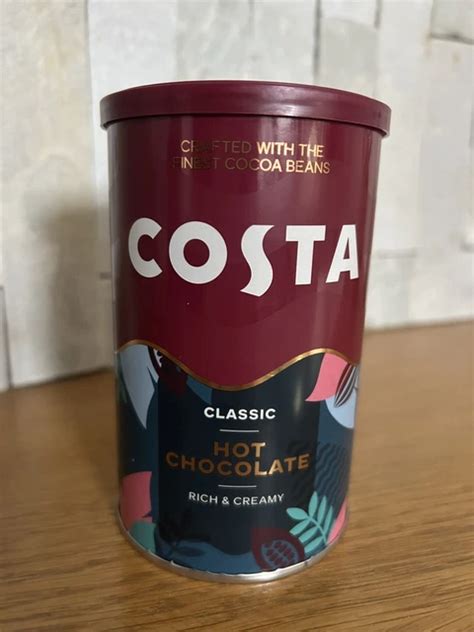 CRAFTED WITH THE
FINEST COCOA BEANS
COSTA
CLASSIC
HOT
CHOCOLATE
RICH & CREAMY